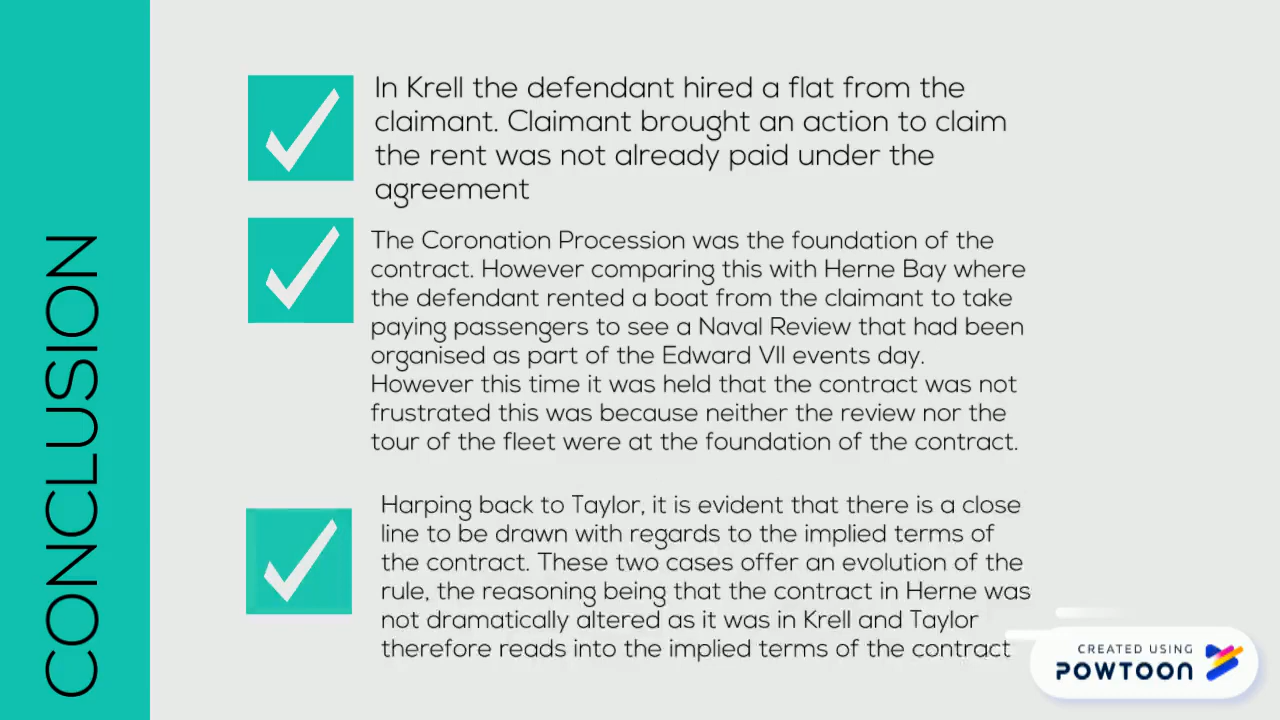 CONCLUSION
In Krell the defendant hired a flat from the
claimant. Claimant brought an action to claim
the rent was not already paid under the
agreement
The Coronation Procession was the foundation of the
contract. However comparing this with Herne Bay where
the defendant rented a boat from the claimant to take
paying passengers to see a Naval Review that had been
organised as part of the Edward VII events day.
However this time it was held that the contract was not
frustrated this was because neither the review nor the
tour of the fleet were at the foundation of the contract.
Harping back to Taylor, it is evident that there is a close
line to be drawn with regards to the implied terms of
the contract. These two cases offer an evolution of the
rule, the reasoning being that the contract in Herne was
not dramatically altered as it was in Krell and Taylor
therefore reads into the implied terms of the contract
CREATED USING
POWTOON